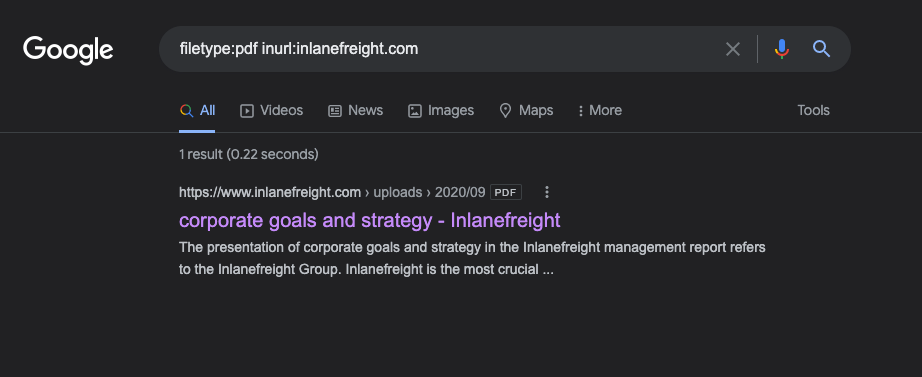 Google
filetype:pdf inurl:inlanefreight.com
All Videos News Images Maps More Tools
1 result (0.22 seconds)
https://www.inlanefreight.com › uploads › 2020/09 PDF
corporate goals and strategy - Inlanefreight
The presentation of corporate goals and strategy in the Inlanefreight management report refers
to the Inlanefreight Group. Inlanefreight is the most crucial ...